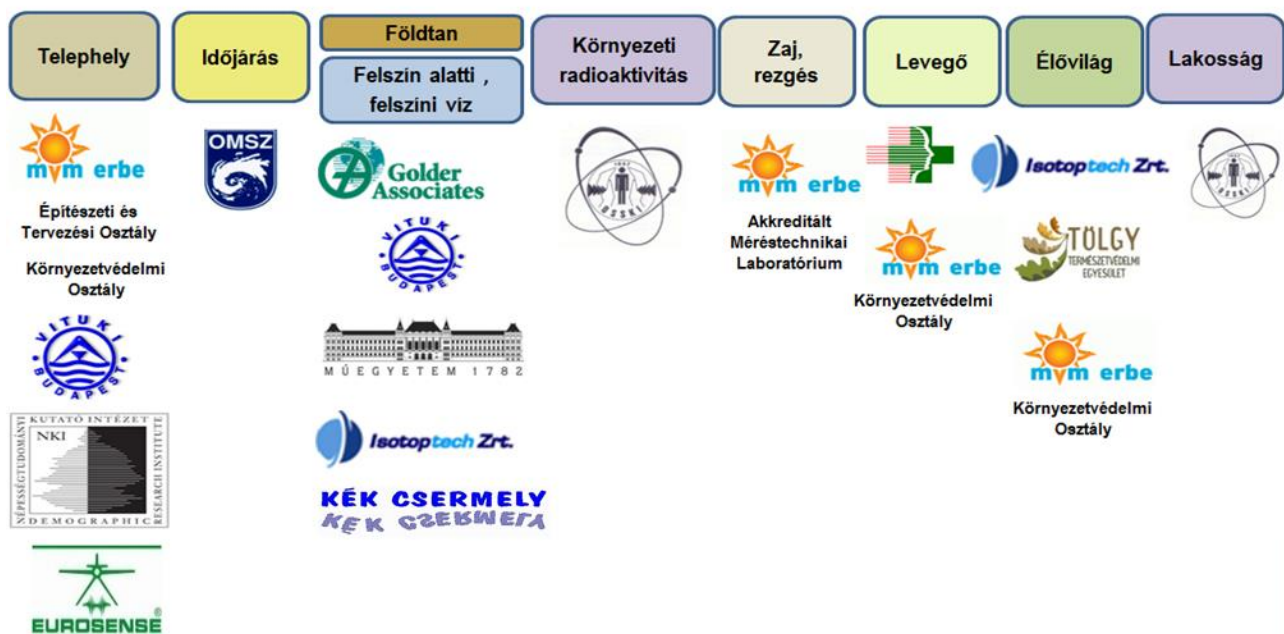 Telephely
Időjárás
Földtan
Felszín alatti ,
felszíni víz
Környezeti
radioaktivitás
Zaj,
rezgés
Levegő
Élővilág
Lakosság
mvm erbe
Építészeti és
Tervezési Osztály
Környezetvédelmi
Osztály
VITUKI
BUDAPEST
KUTATÓ INTÉZET
NÉPESSÉGTUDOMÁNYI
NKI
RESEARCH INSTITUTE
DEMOGRAPHIC
EUROSENSE®
OMSZ
Golder
Associates
VITUKI
BUDAPEST
MŰEGYETEM 1782
Isotoptech Zrt.
KÉK CSERMELY
KÉK CSERMELY
OSSKI
mvm erbe
Akkreditált
Méréstechnikai
Laboratórium
mvm erbe
Környezetvédelmi
Osztály
Isotoptech Zrt.
TÖLGY
TERMÉSZETVÉDELMI
EGYESÜLET
mvm erbe
Környezetvédelmi
Osztály
OSSKI